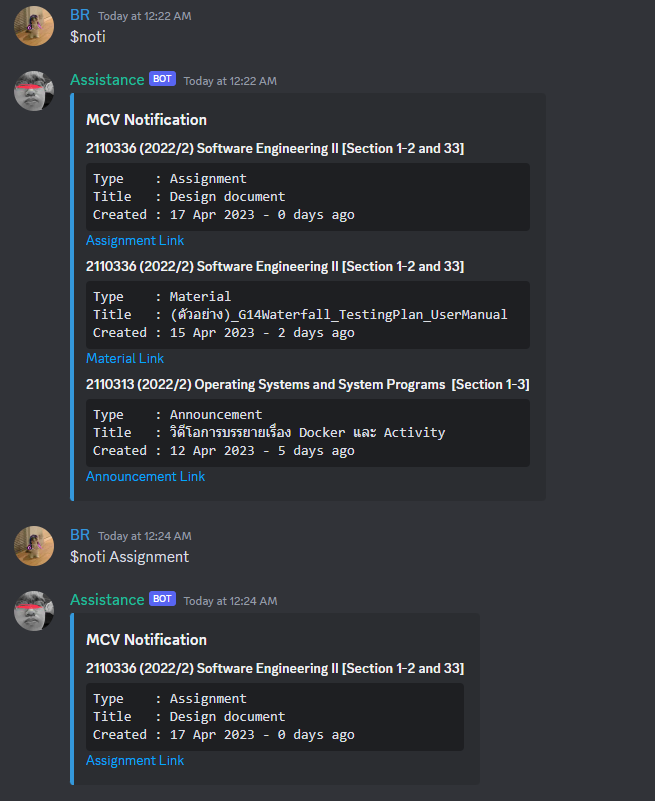 BR Today at 12:22 AM
$noti
Assistance BOT Today at 12:22 AM
MCV Notification
2110336 (2022/2) Software Engineering II [Section 1-2 and 33]
Type : Assignment
Title : Design document
Created : 17 Apr 2023 - 0 days ago
Assignment Link
2110336 (2022/2) Software Engineering II [Section 1-2 and 33]
Type : Material
Title : (ตัวอย่าง)_G14Waterfall_TestingPlan_UserManual
Created : 15 Apr 2023 - 2 days ago
Material Link
2110313 (2022/2) Operating Systems and System Programs [Section 1-3]
Type : Announcement
Title : วิดีโอการบรรยายเรื่อง Docker และ Activity
Created : 12 Apr 2023 - 5 days ago
Announcement Link
BR Today at 12:24 AM
$noti Assignment
Assistance BOT Today at 12:24 AM
MCV Notification
2110336 (2022/2) Software Engineering II [Section 1-2 and 33]
Type : Assignment
Title : Design document
Created : 17 Apr 2023 - 0 days ago
Assignment Link